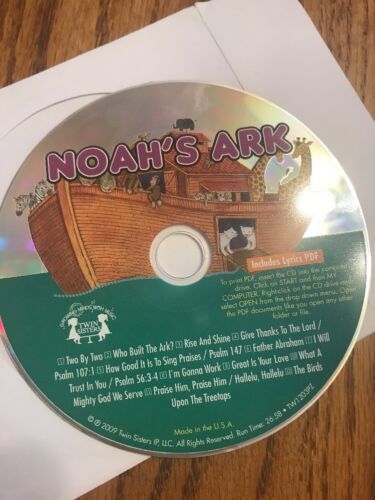 NOAH'S ARK
Includes Lyrics PDF
To print PDF, insert the CD into the computer
drive. Click on START and then MY
COMPUTER. Right-click on the CD drive and
select OPEN from the drop down menu. Open
the PDF documents like you open any other
folder or file.
ENRICHING MINDS WITH MUSIC
TWIN
SISTERS
1 Two By Two 2 Who Built The Ark? 3 Rise And Shine 4 Give Thanks To The Lord /
Psalm 107:1 5 How Good It Is To Sing Praises / Psalm 147 6 Father Abraham 7 I Will
Trust in You / Psalm 56:3-4 8 I'm Gonna Work 9 Great is Your Love 10 What A
Mighty God We Serve 11 Praise Him, Praise Him / Hallelu, Hallelu 12 The Birds
Upon The Treetops
Made in the U.S.A.
© ℗ 2009 Twin Sisters IP, LLC. All Rights Reserved. Run Time: 26:58 • TW1203PZ